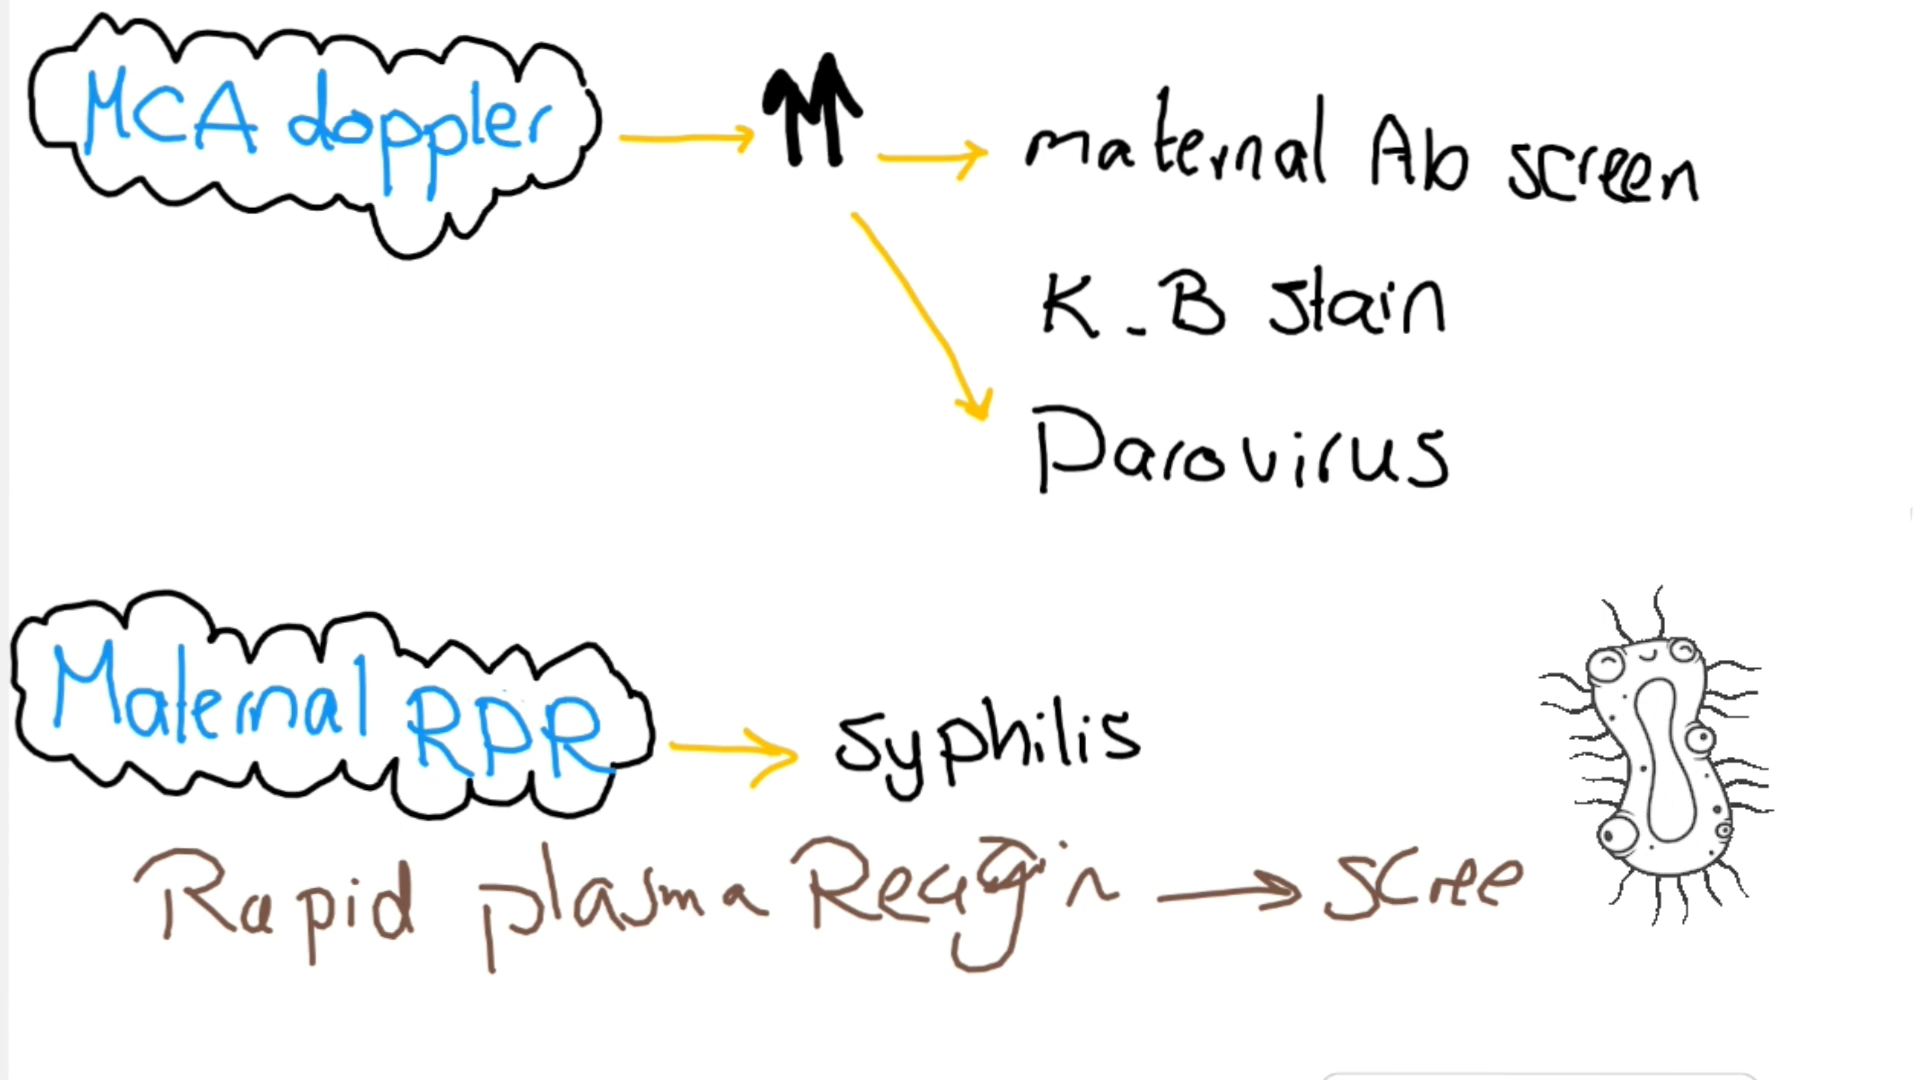 MCA doppler maternal Ab screen
K-B stain
Parovirus
Maternal RPR syphilis
Rapid plasma Reagin scree